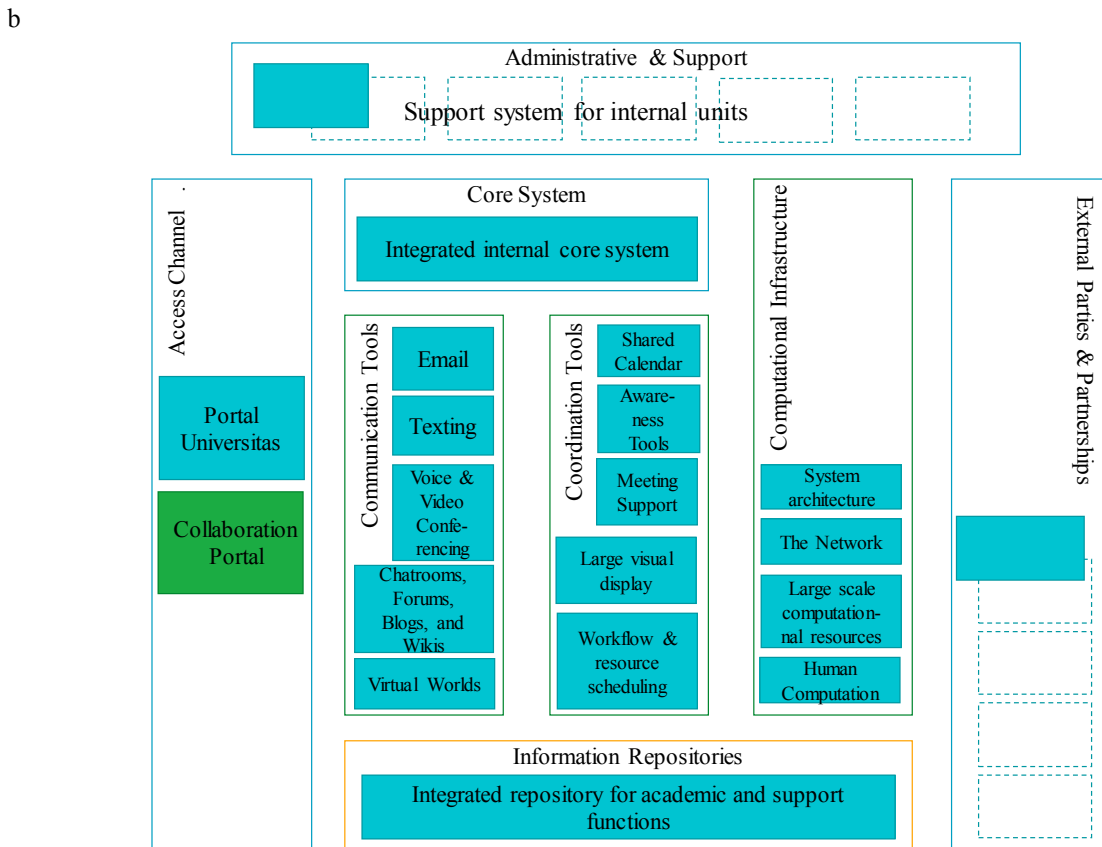 b
Administrative & Support
Support system for internal units
Access Channel .
Portal
Universitas
Collaboration
Portal
Core System
Integrated internal core system
Communication Tools
Email
Texting
Voice &
Video
Confe-
rencing
Chatrooms,
Forums,
Blogs, and
Wikis
Virtual Worlds
Coordination Tools
Shared
Calendar
Aware-
ness
Tools
Meeting
Support
Large visual
display
Workflow &
resource
scheduling
Computational Infrastructure
System
architecture
The Network
Large scale
computation-
nal resources
Human
Computation
External Parties & Partnerships
Information Repositories
Integrated repository for academic and support
functions